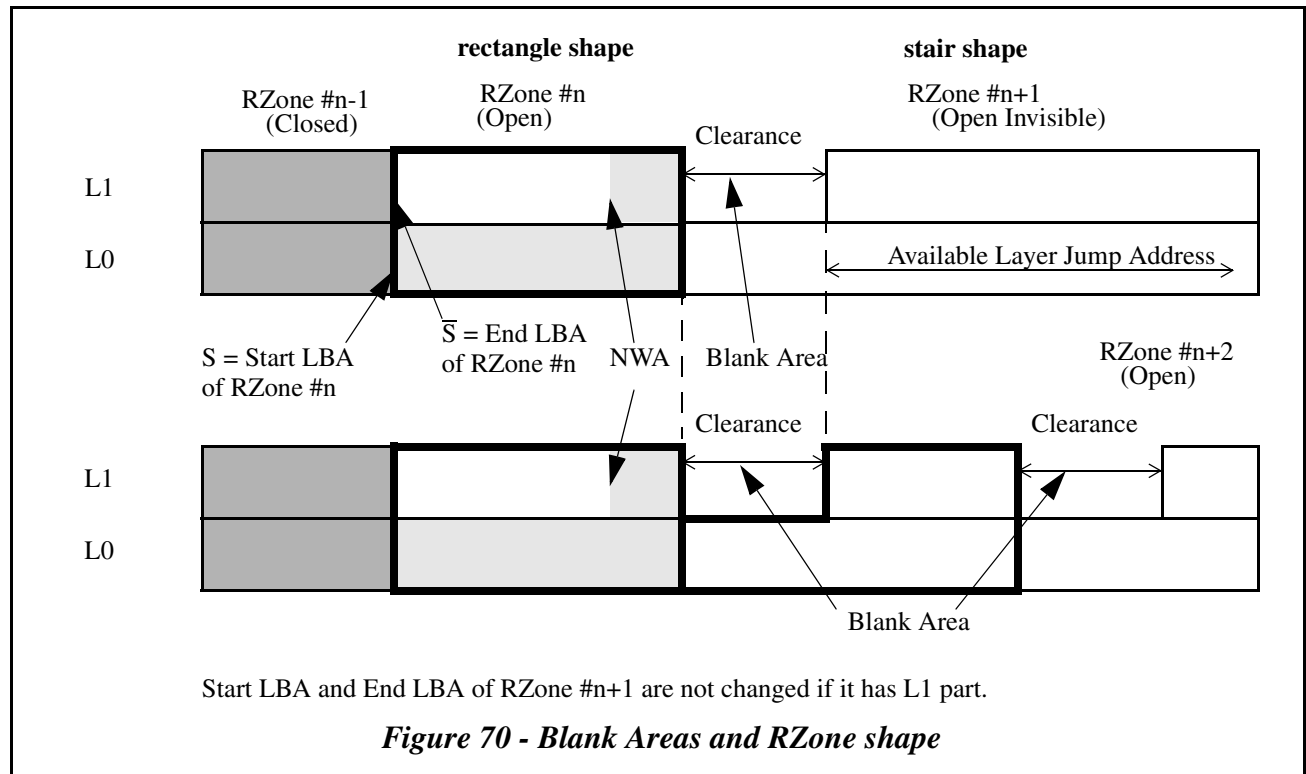 rectangle shape
stair shape
RZone #n-1
(Closed)
RZone #n
(Open)
RZone #n+1
(Open Invisible)
Clearance
L1
L0
Available Layer Jump Address
S = Start LBA
of RZone #n
S̅ = End LBA
of RZone #n
NWA
Blank Area
RZone #n+2
(Open)
Clearance
Clearance
L1
L0
Blank Area
Start LBA and End LBA of RZone #n+1 are not changed if it has L1 part.
Figure 70 - Blank Areas and RZone shape